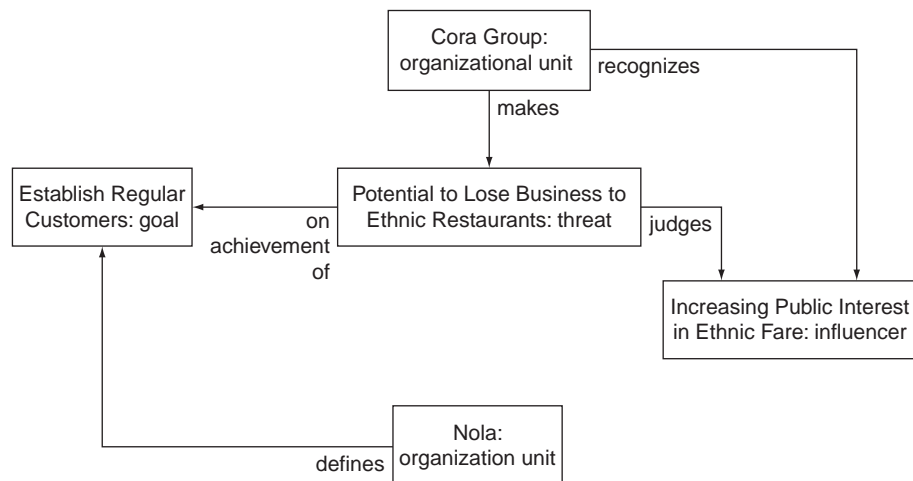 Cora Group:
organizational unit
recognizes
makes
Establish Regular
Customers: goal
Potential to Lose Business to
Ethnic Restaurants: threat
on
achievement
of
judges
Increasing Public Interest
in Ethnic Fare: influencer
Nola:
organization unit
defines